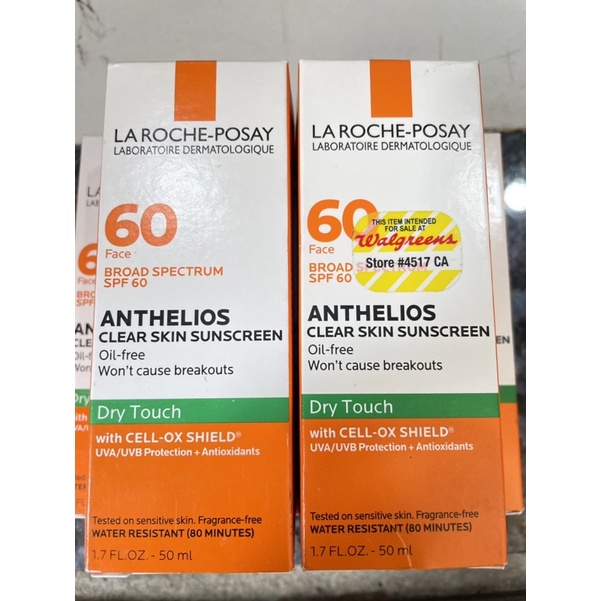 LA ROCHE-POSAY
LABORATOIRE DERMATOLOGIQUE
60
Face
BROAD SPECTRUM
SPF 60
ANTHELIOS
CLEAR SKIN SUNSCREEN
Oil-free
Won't cause breakouts
Dry Touch
with CELL-OX SHIELD®
UVA/UVB Protection + Antioxidants
Tested on sensitive skin. Fragrance-free
WATER RESISTANT (80 MINUTES)
1.7 FL.OZ. - 50 ml
LA ROCHE-POSAY
LABORATOIRE DERMATOLOGIQUE
60
Face
BROAD SPECTRUM
SPF 60
THIS ITEM INTENDED
FOR SALE AT
Walgreens
Store #4517 CA
ANTHELIOS
CLEAR SKIN SUNSCREEN
Oil-free
Won't cause breakouts
Dry Touch
with CELL-OX SHIELD®
UVA/UVB Protection + Antioxidants
Tested on sensitive skin. Fragrance-free
WATER RESISTANT (80 MINUTES)
1.7 FL.OZ. - 50 ml